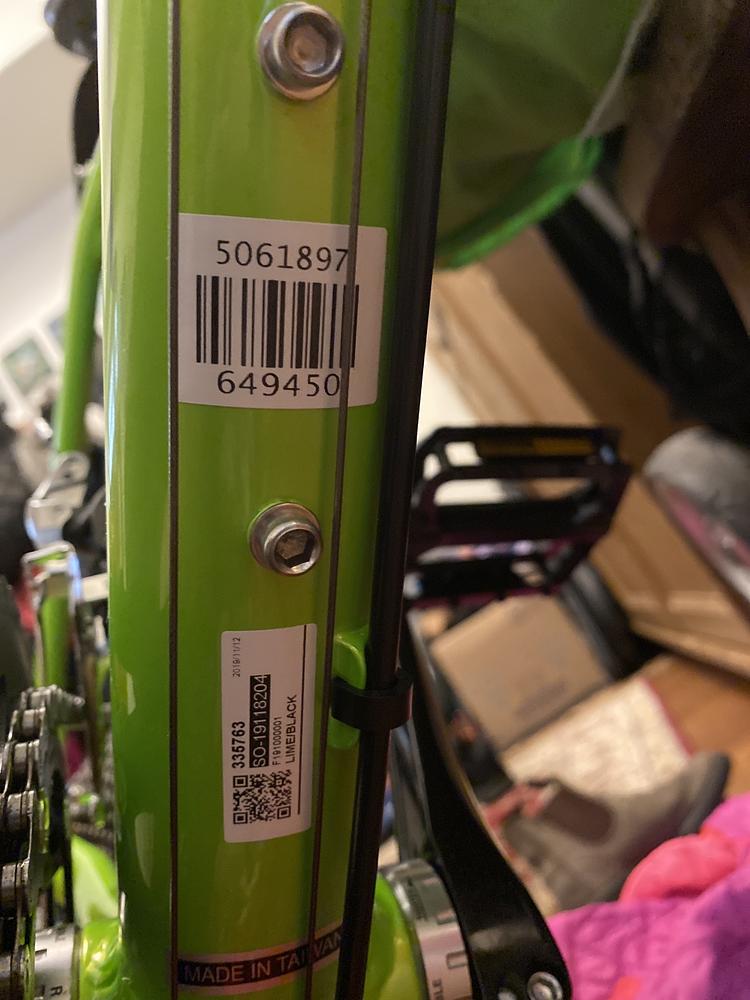 5061897
649450
2019/11/12
335763
SO-19118204
F191000001
LIME/BLACK
MADE IN TAIWAN